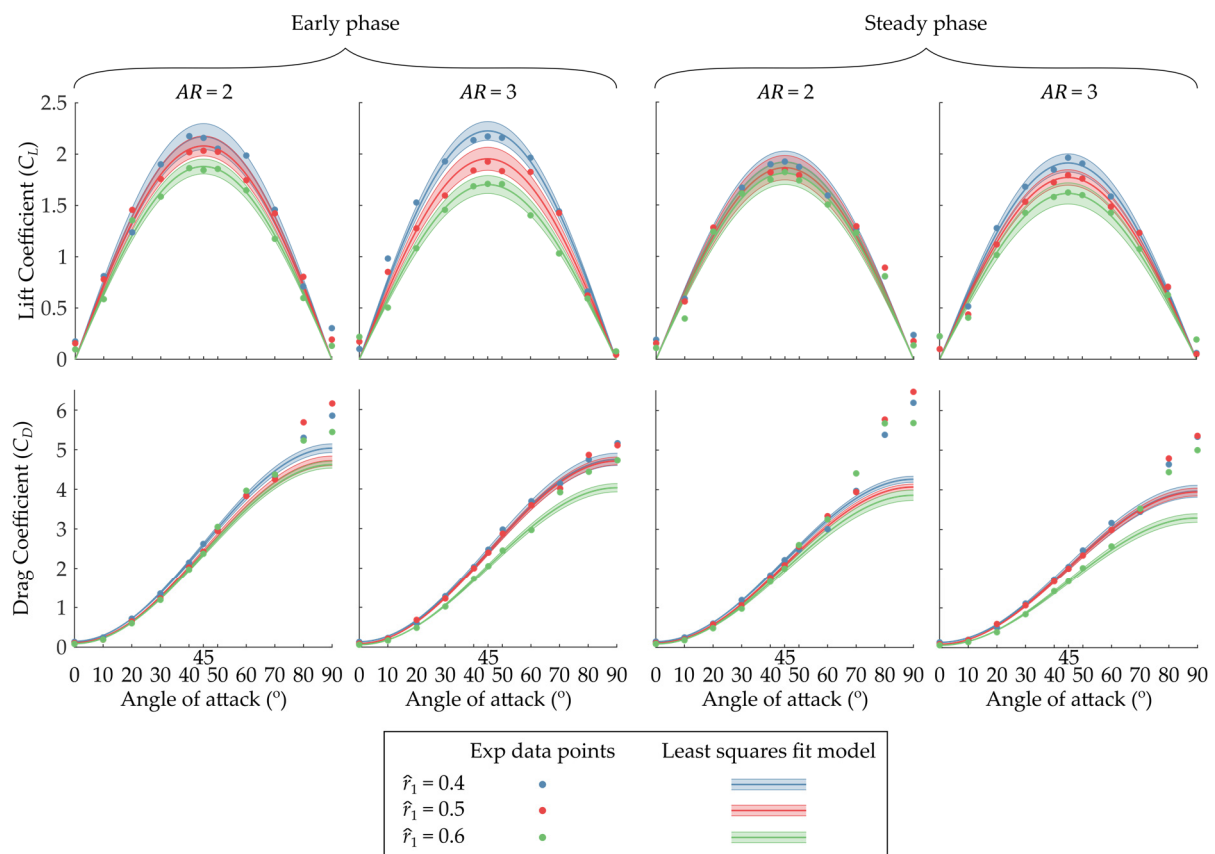 Early phase
Steady phase
AR = 2
AR = 3
AR = 2
AR = 3
Lift Coefficient (C_L)
2.5
2
1.5
1
0.5
0
Drag Coefficient (C_D)
6
5
4
3
2
1
0
45
45
45
45
0 10 20 30 40 50 60 70 80 90
0 10 20 30 40 50 60 70 80 90
0 10 20 30 40 50 60 70 80 90
0 10 20 30 40 50 60 70 80 90
Angle of attack (º)
Angle of attack (º)
Angle of attack (º)
Angle of attack (º)
Exp data points Least squares fit model
r̂₁ = 0.4
r̂₁ = 0.5
r̂₁ = 0.6